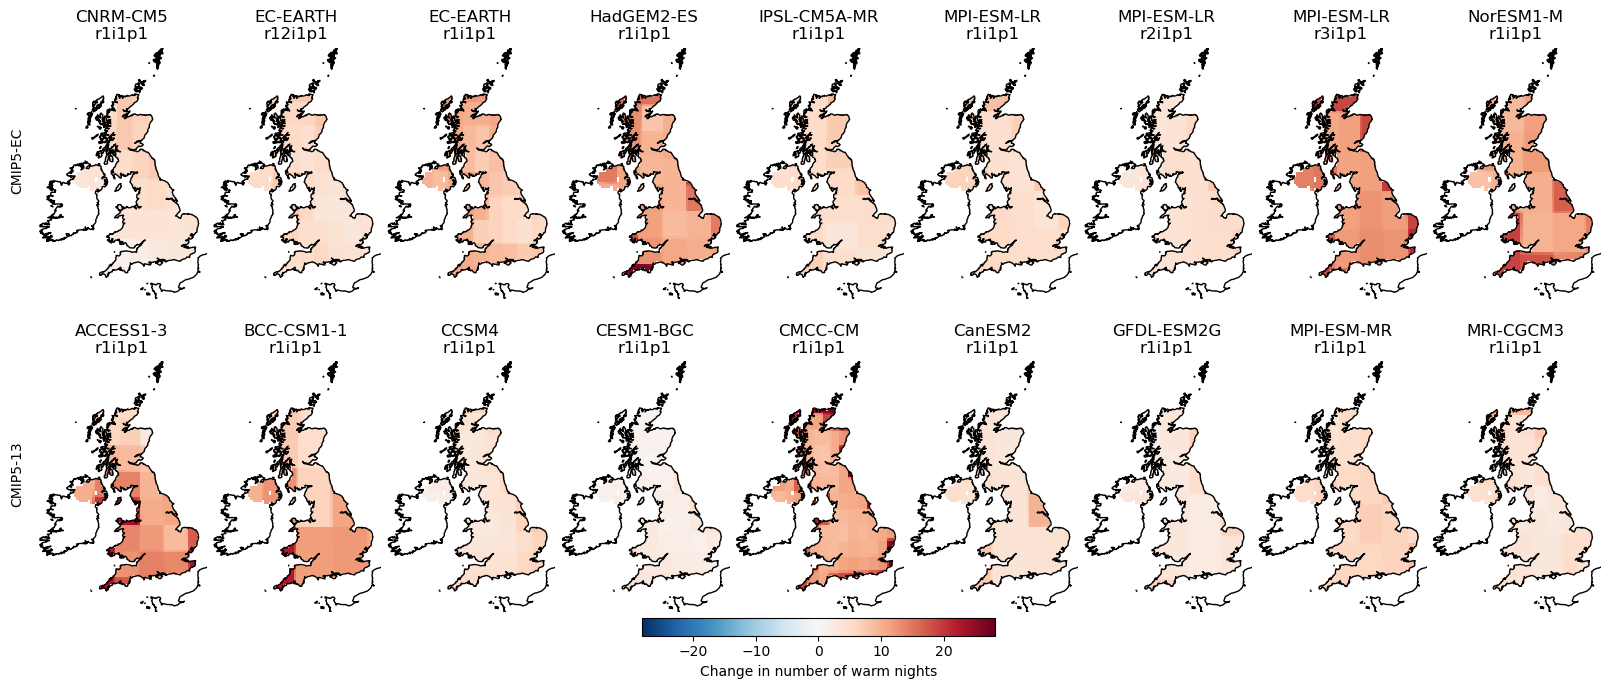 CNRM-CM5 EC-EARTH EC-EARTH HadGEM2-ES IPSL-CM5A-MR MPI-ESM-LR MPI-ESM-LR MPI-ESM-LR NorESM1-M
r1i1p1 r12i1p1 r1i1p1 r1i1p1 r1i1p1 r1i1p1 r2i1p1 r3i1p1 r1i1p1
CMIP5-EC
ACCESS1-3 BCC-CSM1-1 CCSM4 CESM1-BGC CMCC-CM CanESM2 GFDL-ESM2G MPI-ESM-MR MRI-CGCM3
r1i1p1 r1i1p1 r1i1p1 r1i1p1 r1i1p1 r1i1p1 r1i1p1 r1i1p1 r1i1p1
CMIP5-13
−20 −10 0 10 20
Change in number of warm nights